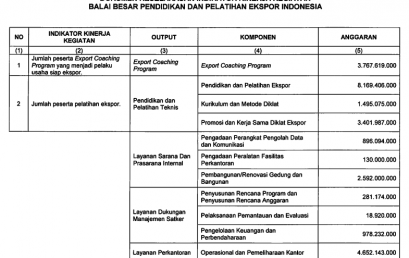 BALAI BESAR PENDIDIKAN DAN PELATIHAN EKSPOR INDONESIA
NO
INDIKATOR KINERJA
KEGIATAN
OUTPUT
KOMPONEN
ANGGARAN
(1)
(2)
(3)
(4)
(5)
1
Jumlah peserta Export Coaching
Program yang menjadi pelaku
usaha siap ekspor.
Export Coaching
Program
Export Coaching Program
3.767.619.000
2
Jumlah peserta pelatihan ekspor.
Pendidikan dan
Pelatihan Teknis
Pendidikan dan Pelatihan Ekspor
8.169.406.000
Kurikulum dan Metode Diklat
1.495.075.000
Promosi dan Kerja Sama Diklat Ekspor
3.401.987.000
Layanan Sarana Dan
Prasarana Internal
Pengadaan Perangkat Pengolah Data
dan Komunikasi
895.094.000
Pengadaan Peralatan Fasilitas
Perkantoran
130.000.000
Pembangunan/Renovasi Gedung dan
Bangunan
2.592.000.000
Layanan Dukungan
Manajemen Satker
Penyusunan Rencana Program dan
Penyusunan Rencana Anggaran
281.174.000
Pelaksanaan Pemantauan dan Evaluasi
18.920.000
Pengelolaan Keuangan dan
Perbendaharaan
978.232.000
Layanan Perkantoran
Operasional dan Pemeliharaan Kantor
4.652.143.000